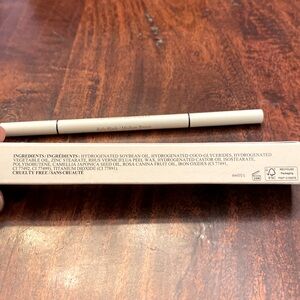 INGREDIENTS/INGRÉDIENTS: HYDROGENATED SOYBEAN OIL, HYDROGENATED COCO-GLYCERIDES, HYDROGENATED
VEGETABLE OIL, ZINC STEARATE, RHUS VERNICIFLUA PEEL WAX, HYDROGENATED CASTOR OIL ISOSTEARATE,
POLYISOBUTENE, CAMELLIA JAPONICA SEED OIL, ROSA CANINA FRUIT OIL, IRON OXIDES (CI 77491,
CI 77492, CI 77499), TITANIUM DIOXIDE (CI 77891).
CRUELTY FREE/SANS CRUAUTÉ
FSC